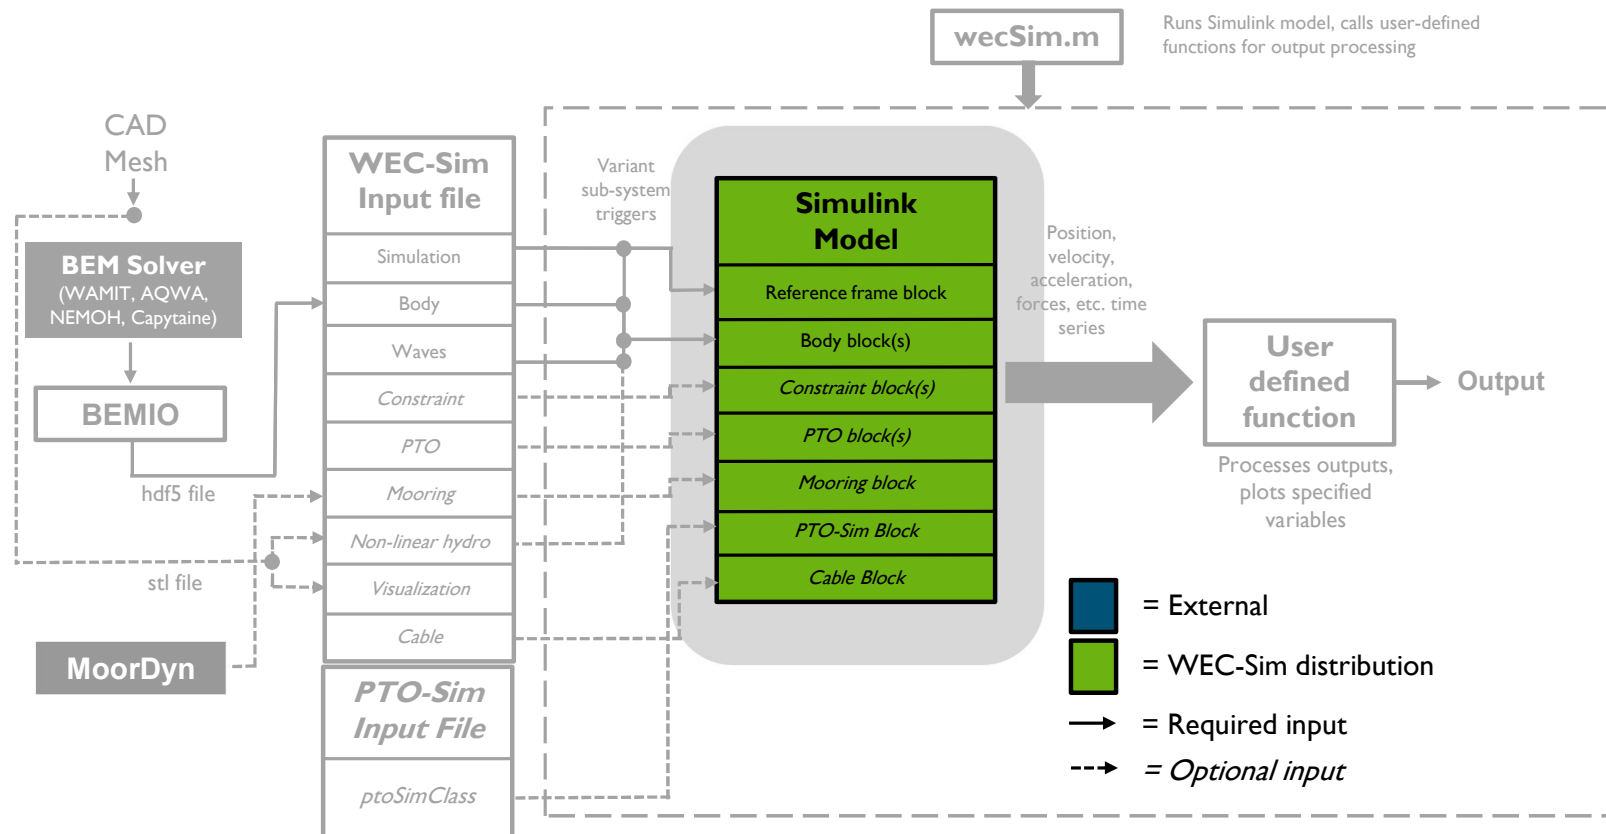 wecSim.m
Runs Simulink model, calls user-defined
functions for output processing
CAD
Mesh
BEM Solver
(WAMIT, AQWA,
NEMOH, Capytaine)
BEMIO
hdf5 file
stl file
MoorDyn
WEC-Sim
Input file
Simulation
Body
Waves
Constraint
PTO
Mooring
Non-linear hydro
Visualization
Cable
PTO-Sim
Input File
ptoSimClass
Variant
sub-system
triggers
Simulink
Model
Reference frame block
Body block(s)
Constraint block(s)
PTO block(s)
Mooring block
PTO-Sim Block
Cable Block
Position,
velocity,
acceleration,
forces, etc. time
series
User
defined
function
Processes outputs,
plots specified
variables
Output
= External
= WEC-Sim distribution
= Required input
= Optional input